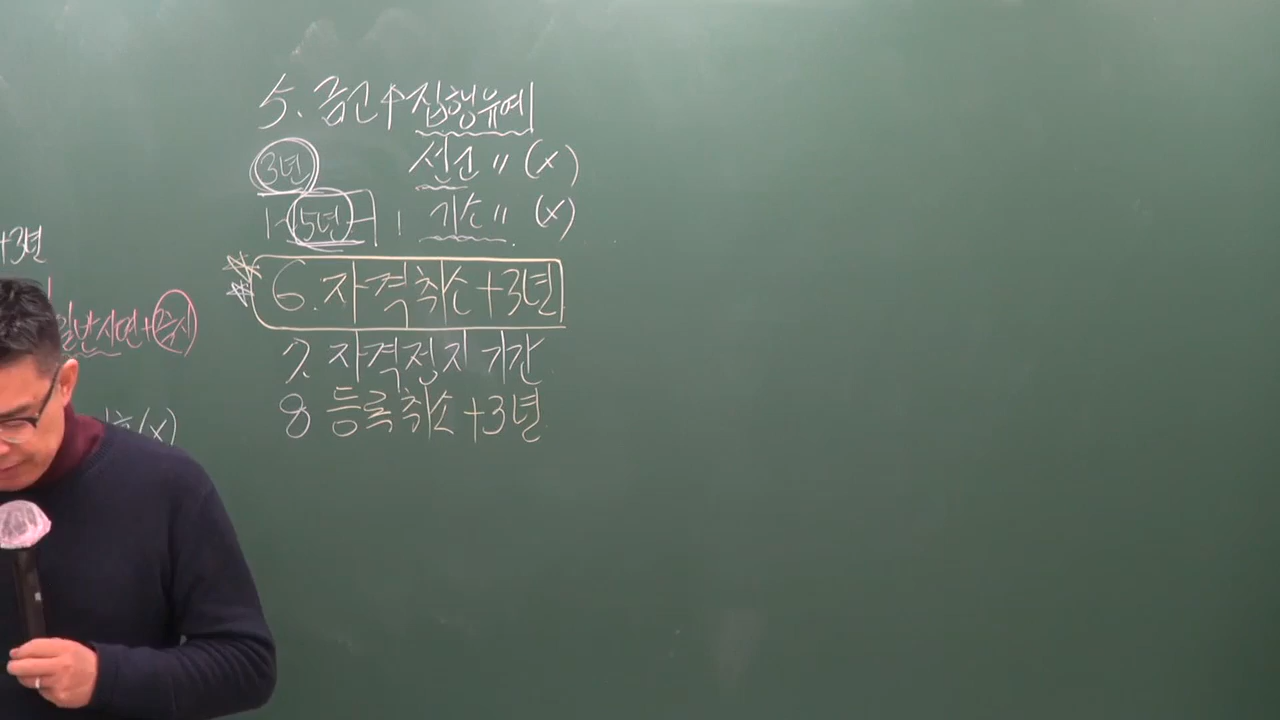 5. 금고↑집행유예
3년 선고〃 (×)
1~5년 기소〃 (×)
+3년
6. 자격취소+3년
일반사면+
7. 자격정지 기간
8 등록취소+3년
(×)